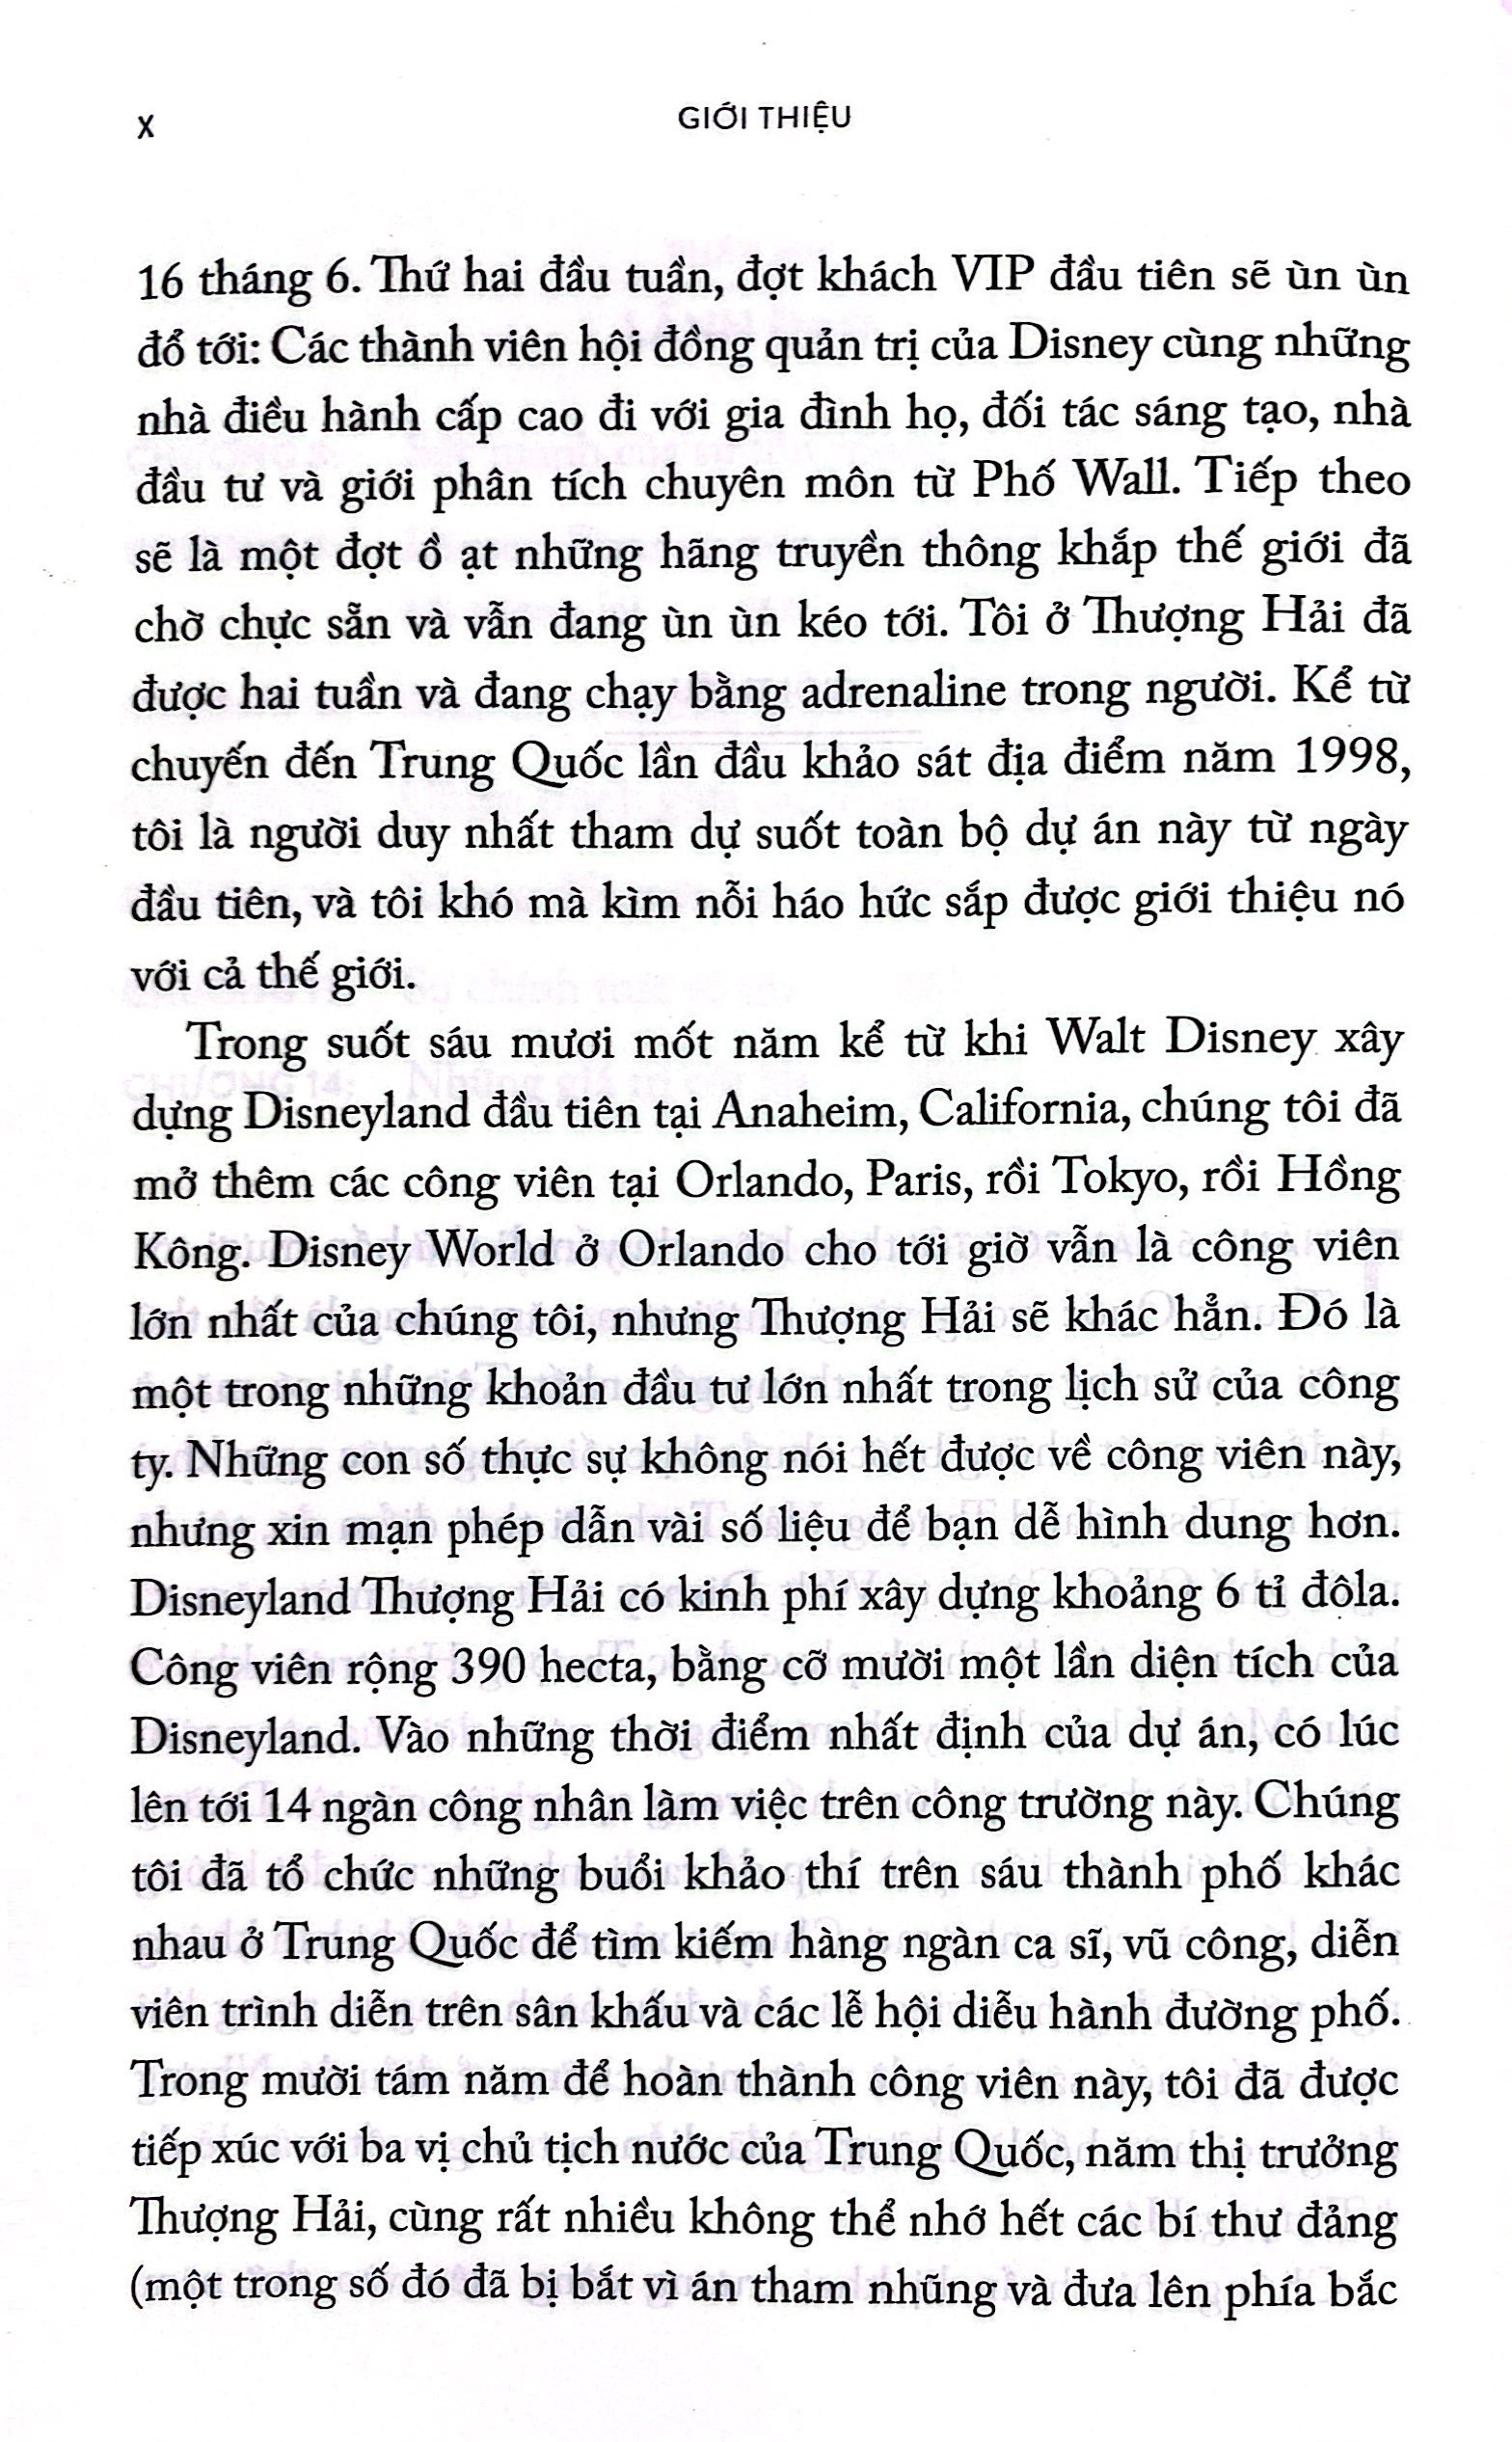 X
GIỚI THIỆU
16 tháng 6. Thứ hai đầu tuần, đợt khách VIP đầu tiên sẽ ùn ùn
đổ tới: Các thành viên hội đồng quản trị của Disney cùng những
nhà điều hành cấp cao đi với gia đình họ, đối tác sáng tạo, nhà
đầu tư và giới phân tích chuyên môn từ Phố Wall. Tiếp theo
sẽ là một đợt ồ ạt những hãng truyền thông khắp thế giới đã
chờ chực sẵn và vẫn đang ùn ùn kéo tới. Tôi ở Thượng Hải đã
được hai tuần và đang chạy bằng adrenaline trong người. Kể từ
chuyến đến Trung Quốc lần đầu khảo sát địa điểm năm 1998,
tôi là người duy nhất tham dự suốt toàn bộ dự án này từ ngày
đầu tiên, và tôi khó mà kìm nỗi háo hức sắp được giới thiệu nó
với cả thế giới.
Trong suốt sáu mươi mốt năm kể từ khi Walt Disney xây
dựng Disneyland đầu tiên tại Anaheim, California, chúng tôi đã
mở thêm các công viên tại Orlando, Paris, rồi Tokyo, rồi Hồng
Kông. Disney World ở Orlando cho tới giờ vẫn là công viên
lớn nhất của chúng tôi, nhưng Thượng Hải sẽ khác hẳn. Đó là
một trong những khoản đầu tư lớn nhất trong lịch sử của công
ty. Những con số thực sự không nói hết được về công viên này,
nhưng xin mạn phép dẫn vài số liệu để bạn dễ hình dung hơn.
Disneyland Thượng Hải có kinh phí xây dựng khoảng 6 tỉ đôla.
Công viên rộng 390 hecta, bằng cỡ mười một lần diện tích của
Disneyland. Vào những thời điểm nhất định của dự án, có lúc
lên tới 14 ngàn công nhân làm việc trên công trường này. Chúng
tôi đã tổ chức những buổi khảo thí trên sáu thành phố khác
nhau ở Trung Quốc để tìm kiếm hàng ngàn ca sĩ, vũ công, diễn
viên trình diễn trên sân khấu và các lễ hội diễu hành đường phố.
Trong mười tám năm để hoàn thành công viên này, tôi đã được
tiếp xúc với ba vị chủ tịch nước của Trung Quốc, năm thị trưởng
Thượng Hải, cùng rất nhiều không thể nhớ hết các bí thư đảng
(một trong số đó đã bị bắt vì án tham nhũng và đưa lên phía bắc